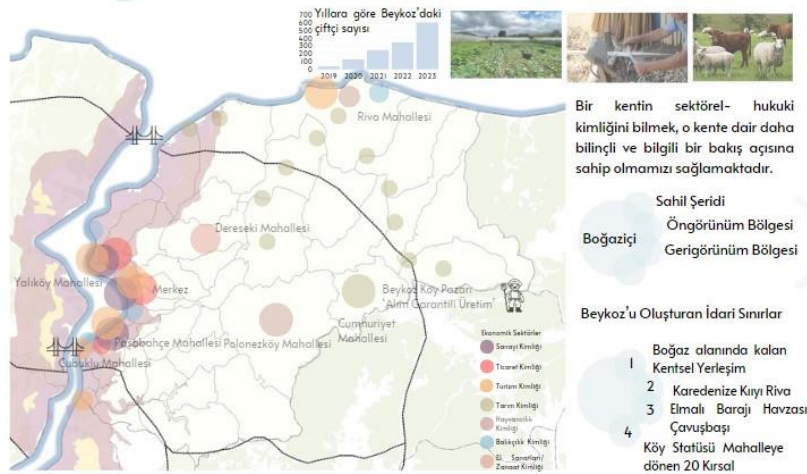 Yıllara göre Beykoz'daki
çiftçi sayısı
700
600
500
400
300
200
100
0
2019 2020 2021 2022 2023
Riva Mahallesi
Dereseki Mahallesi
Yalıköy Mahallesi
Merkez
Beykoz Köy Pazarı
'Alım Garantili Üretim'
Cumhuriyet
Mahallesi
Paşabahçe Mahallesi
Polonezköy Mahallesi
Çubuklu Mahallesi
Ekonomik Sektörler
Sanayi Kimliği
Ticaret Kimliği
Turizm Kimliği
Tarım Kimliği
Hayvancılık
Kimliği
Balıkçılık Kimliği
El Sanatları/
Zanaat Kimliği
Bir kentin sektörel- hukuki
kimliğini bilmek, o kente dair daha
bilinçli ve bilgili bir bakış açısına
sahip olmamızı sağlamaktadır.
Boğaziçi
Sahil Şeridi
Öngörünüm Bölgesi
Gerigörünüm Bölgesi
Beykoz'u Oluşturan İdari Sınırlar
1 Boğaz alanında kalan
Kentsel Yerleşim
2 Karedenize Kıyı Riva
3 Elmalı Barajı Havzası
Çavuşbaşı
4 Köy Statüsü Mahalleye
dönen 20 Kırsal